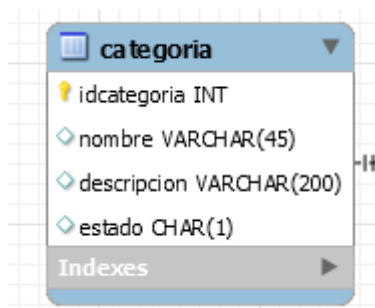 categoria
idcategoria INT
nombre VARCHAR(45)
descripcion VARCHAR(200)
estado CHAR(1)
Indexes